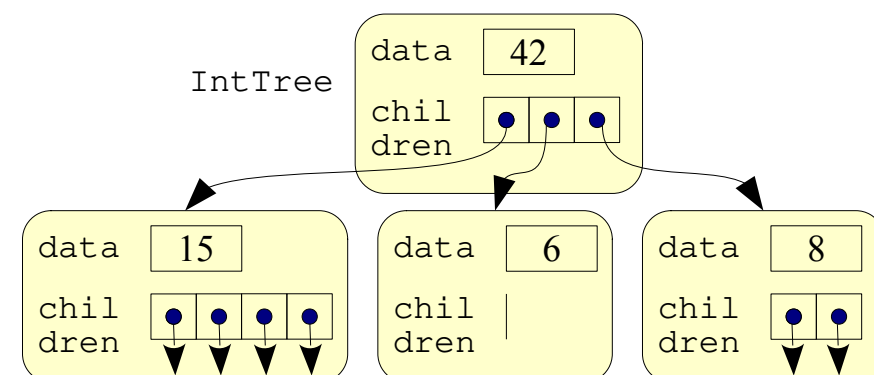 data 42
IntTree
chil
dren
data 15
chil
dren
data 6
chil
dren
data 8
chil
dren